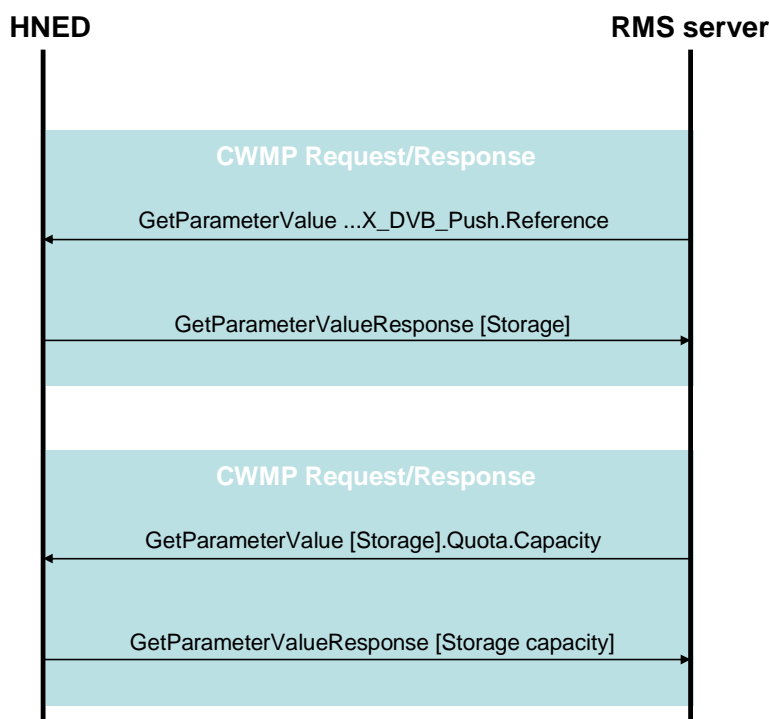 HNED
RMS server
CWMP Request/Response
GetParameterValue ...X_DVB_Push.Reference
GetParameterValueResponse [Storage]
CWMP Request/Response
GetParameterValue [Storage].Quota.Capacity
GetParameterValueResponse [Storage capacity]